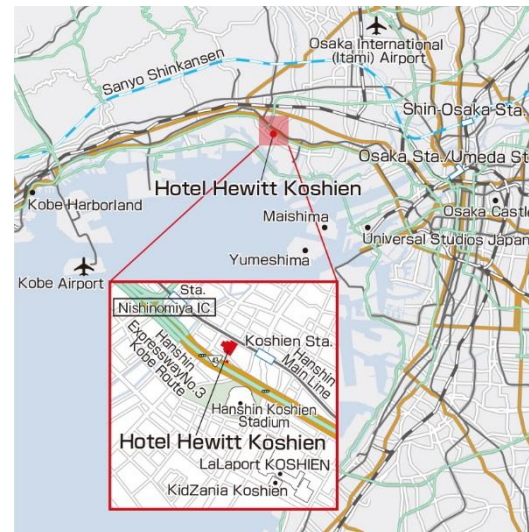 Osaka International
(Itami) Airport
Sanyo Shinkansen
Shin-Osaka Sta.
Osaka Sta./Umeda St
Hotel Hewitt Koshien
Kobe Harborland
Maishima
Osaka Castle
Universal Studios Japan
Yumeshima
Kobe Airport
Sta.
Nishinomiya IC
Koshien Sta.
Hanshin
Expressway No.3
Kobe Route
Hanshin
Main Line
43
Hanshin Koshien
Stadium
Hotel Hewitt Koshien
LaLaport KOSHIEN
KidZania Koshien